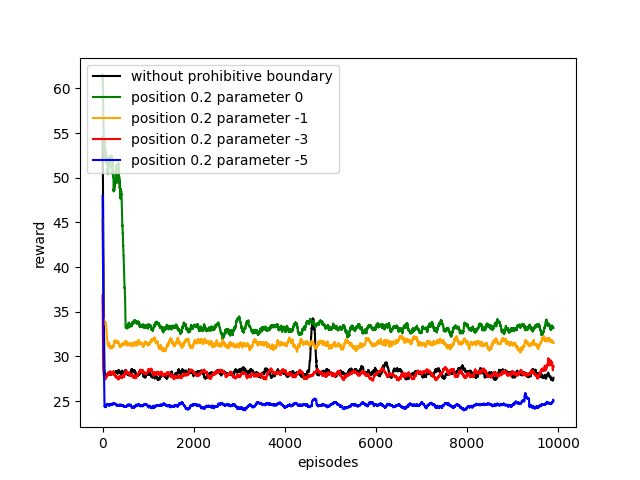 without prohibitive boundary
position 0.2 parameter 0
position 0.2 parameter -1
position 0.2 parameter -3
position 0.2 parameter -5
60
55
50
45
40
35
30
25
reward
0 2000 4000 6000 8000 10000
episodes